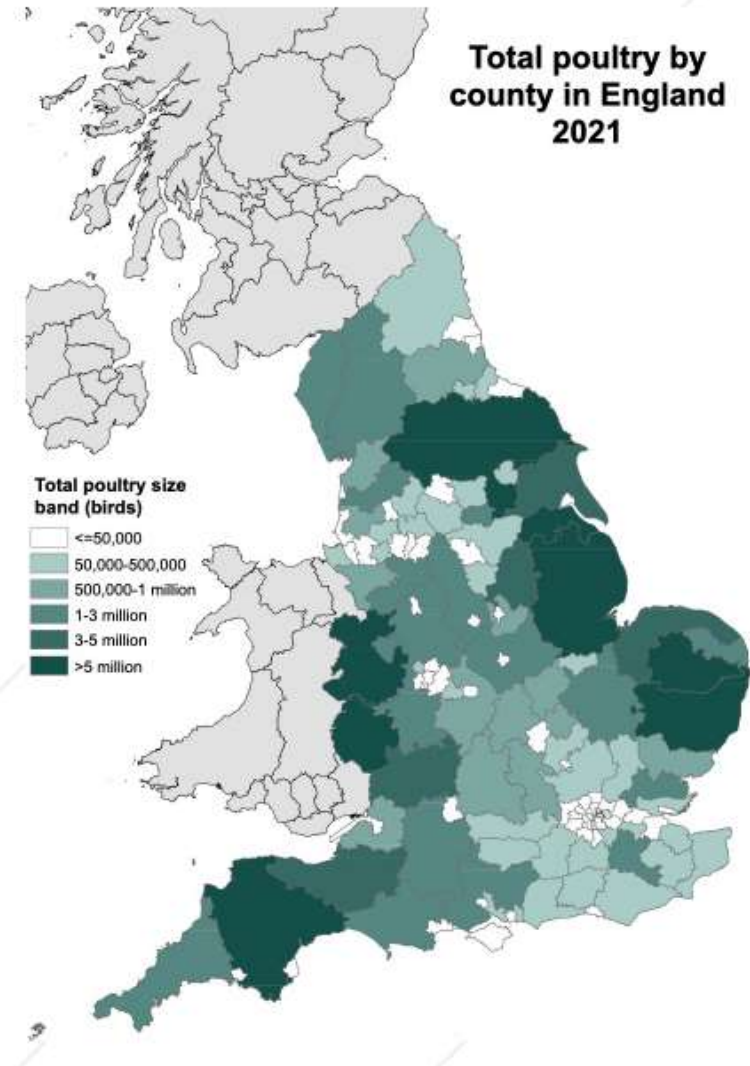 Total poultry by
county in England
2021
Total poultry size
band (birds)
<=50,000
50,000-500,000
500,000-1 million
1-3 million
3-5 million
>5 million